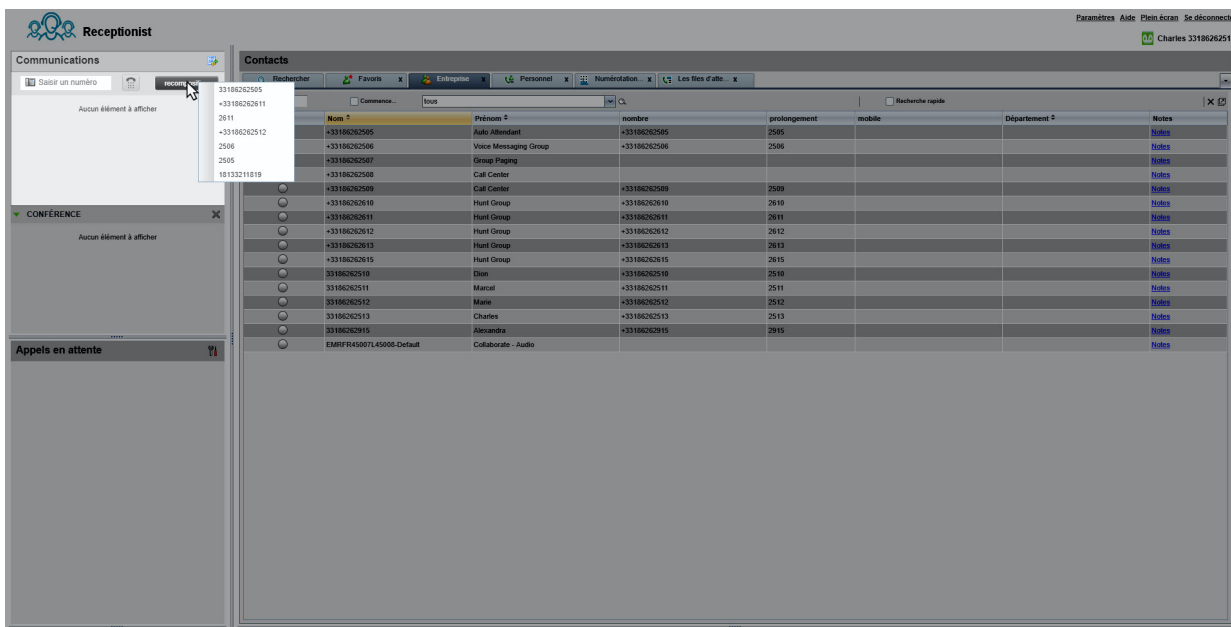 Paramètres Aide Plein écran Se déconnect
Receptionist
Charles 3318626251
Communications
Contacts
Saisir un numéro
Aucun élément à afficher
33186262505
+33186262611
2611
+33186262512
2506
2505
18133211819
CONFÉRENCE
Aucun élément à afficher
Appels en attente
Rechercher Favoris x Entreprise x Personnel x Numérotation... x Les files d'atte... x
Commence... tous Recherche rapide
Nom Prénom nombre prolongement mobile Département Notes
+33186262505 Auto Attendant +33186262505 2505 Notes
+33186262506 Voice Messaging Group +33186262506 2506 Notes
+33186262507 Group Paging Notes
+33186262508 Call Center Notes
+33186262509 Call Center +33186262509 2509 Notes
+33186262610 Hunt Group +33186262610 2610 Notes
+33186262611 Hunt Group +33186262611 2611 Notes
+33186262612 Hunt Group +33186262612 2612 Notes
+33186262613 Hunt Group +33186262613 2613 Notes
+33186262615 Hunt Group +33186262615 2615 Notes
33186262510 Dion +33186262510 2510 Notes
33186262511 Marcel +33186262511 2511 Notes
33186262512 Marie +33186262512 2512 Notes
33186262513 Charles +33186262513 2513 Notes
33186262915 Alexandra +33186262915 2915 Notes
EMRFR45007L45008-Default Collaborate - Audio Notes